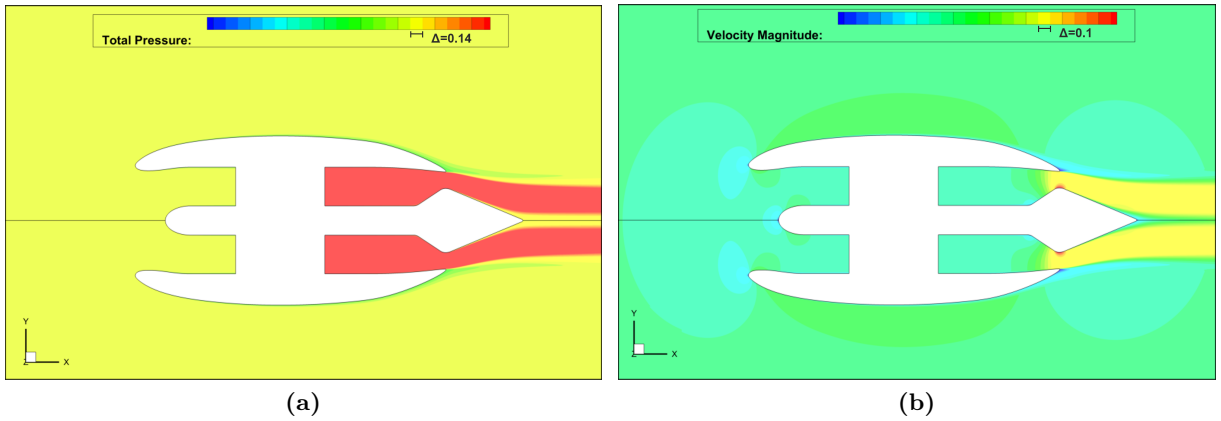 Total Pressure:
Δ=0.14
Y
Z
X
Velocity Magnitude:
Δ=0.1
Y
Z
X
(a)
(b)